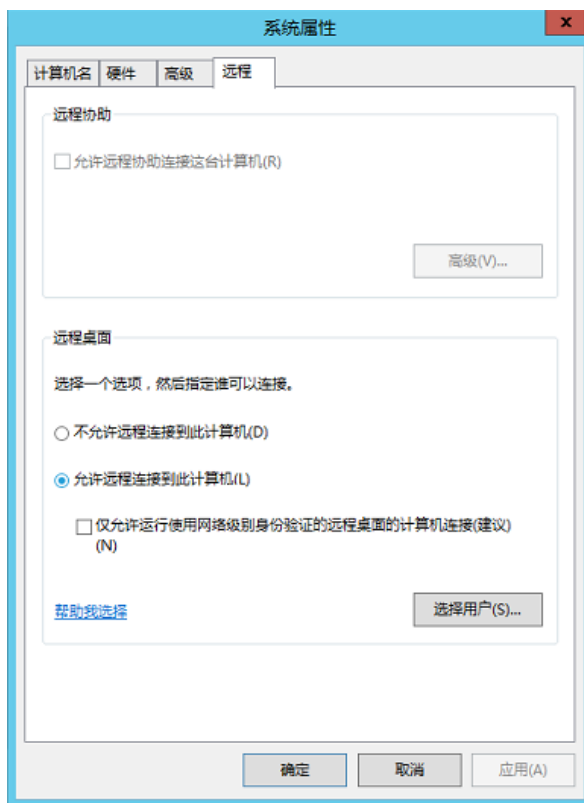 系统属性
x
计算机名 硬件 高级 远程
远程协助
允许远程协助连接这台计算机(R)
高级(V)...
远程桌面
选择一个选项，然后指定谁可以连接。
不允许远程连接到此计算机(D)
允许远程连接到此计算机(L)
仅允许运行使用网络级别身份验证的远程桌面的计算机连接(建议)
(N)
帮助我选择 选择用户(S)...
确定 取消 应用(A)